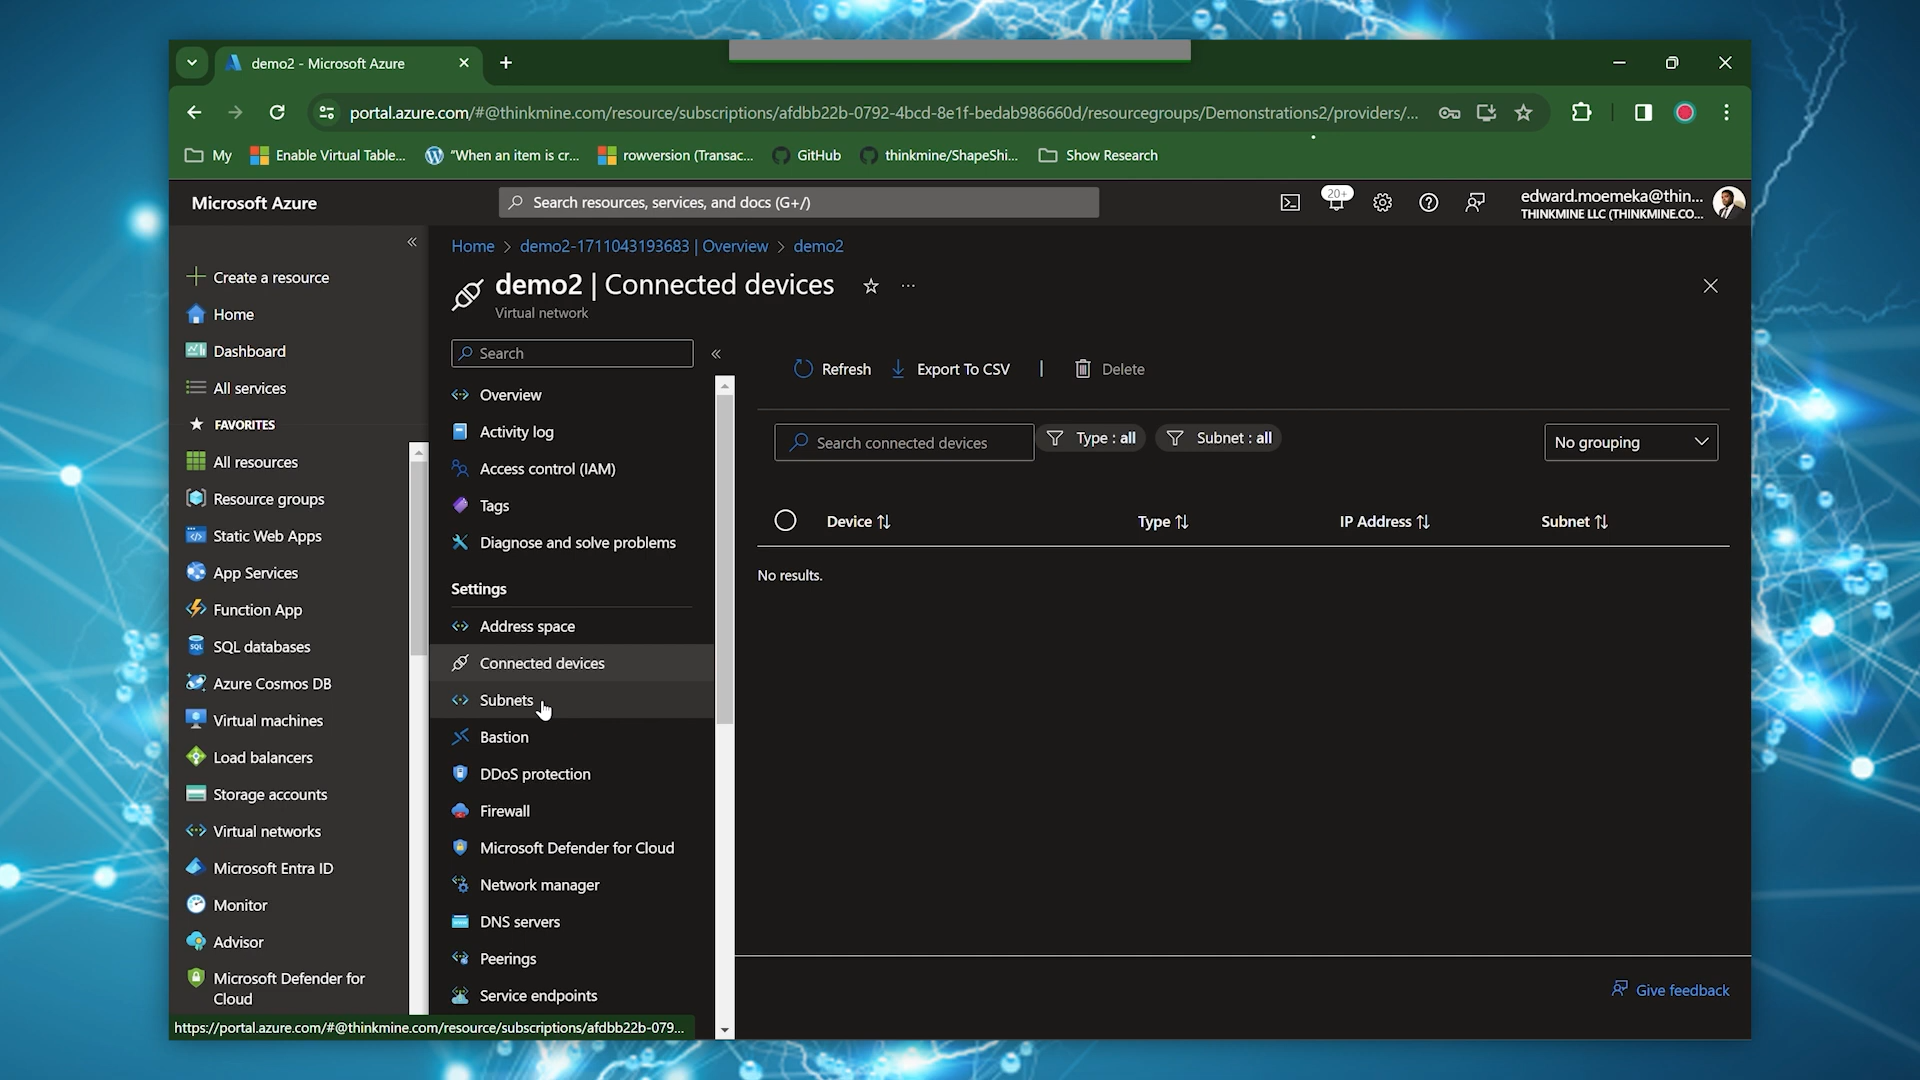 demo2 - Microsoft Azure
portal.azure.com/#@thinkmine.com/resource/subscriptions/afdbb22b-0792-4bcd-8e1f-bedab986660d/resourcegroups/Demonstrations2/providers/...
My
Enable Virtual Table...
"When an item is cr...
rowversion (Transac...
GitHub
thinkmine/ShapeShi...
Show Research
Microsoft Azure
Search resources, services, and docs (G+/)
20+
edward.moemeka@thin...
THINKMINE LLC (THINKMINE.CO...
Create a resource
Home
Dashboard
All services
FAVORITES
All resources
Resource groups
Static Web Apps
App Services
Function App
SQL databases
Azure Cosmos DB
Virtual machines
Load balancers
Storage accounts
Virtual networks
Microsoft Entra ID
Monitor
Advisor
Microsoft Defender for
Cloud
https://portal.azure.com/#@thinkmine.com/resource/subscriptions/afdbb22b-079...
Home > demo2-1711043193683 | Overview > demo2
demo2 | Connected devices
Virtual network
Search
Overview
Activity log
Access control (IAM)
Tags
Diagnose and solve problems
Settings
Address space
Connected devices
Subnets
Bastion
DDoS protection
Firewall
Microsoft Defender for Cloud
Network manager
DNS servers
Peerings
Service endpoints
Refresh
Export To CSV
Delete
Search connected devices
Type : all
Subnet : all
No grouping
Device
Type
IP Address
Subnet
No results.
Give feedback